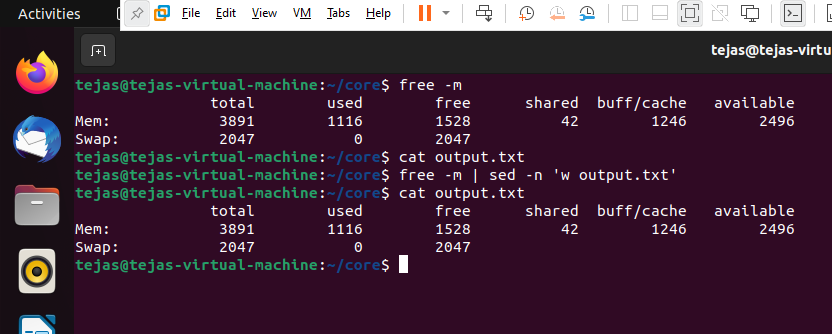 Activities File Edit View VM Tabs Help
tejas@tejas-virtu
tejas@tejas-virtual-machine:~/core$ free -m
total used free shared buff/cache available
Mem: 3891 1116 1528 42 1246 2496
Swap: 2047 0 2047
tejas@tejas-virtual-machine:~/core$ cat output.txt
tejas@tejas-virtual-machine:~/core$ free -m | sed -n 'w output.txt'
tejas@tejas-virtual-machine:~/core$ cat output.txt
total used free shared buff/cache available
Mem: 3891 1116 1528 42 1246 2496
Swap: 2047 0 2047
tejas@tejas-virtual-machine:~/core$